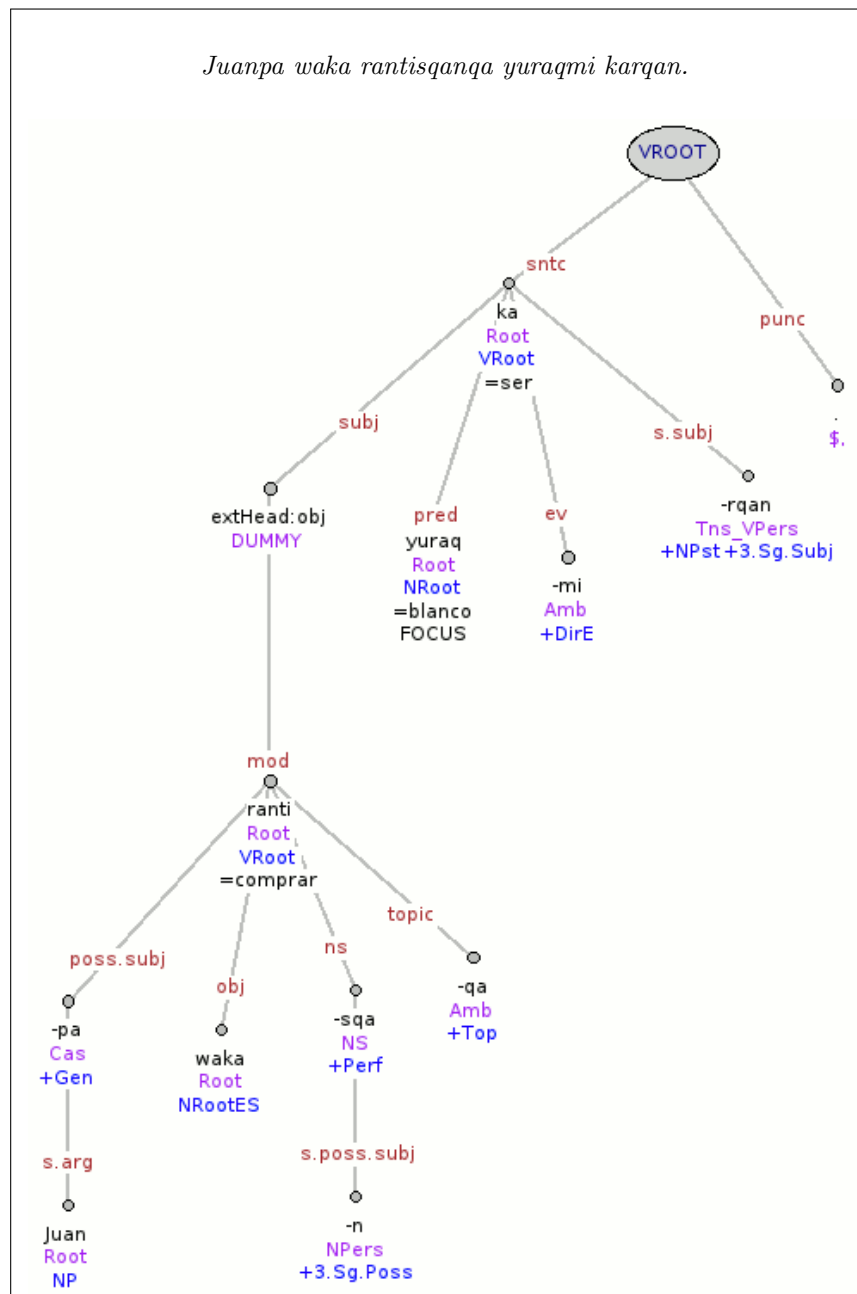 Juanpa waka rantisqanqa yuraqmi karqan.
VROOT
sntc
punc
ka
Root
VRoot
=ser
.
$.
subj
s.subj
extHead:obj
DUMMY
pred
yuraq
Root
NRoot
=blanco
FOCUS
ev
-mi
Amb
+DirE
-rqan
Tns_VPers
+NPst+3.Sg.Subj
mod
ranti
Root
VRoot
=comprar
poss.subj
obj
ns
topic
-pa
Cas
+Gen
waka
Root
NRootES
-sqa
NS
+Perf
-qa
Amb
+Top
s.arg
s.poss.subj
Juan
Root
NP
-n
NPers
+3.Sg.Poss